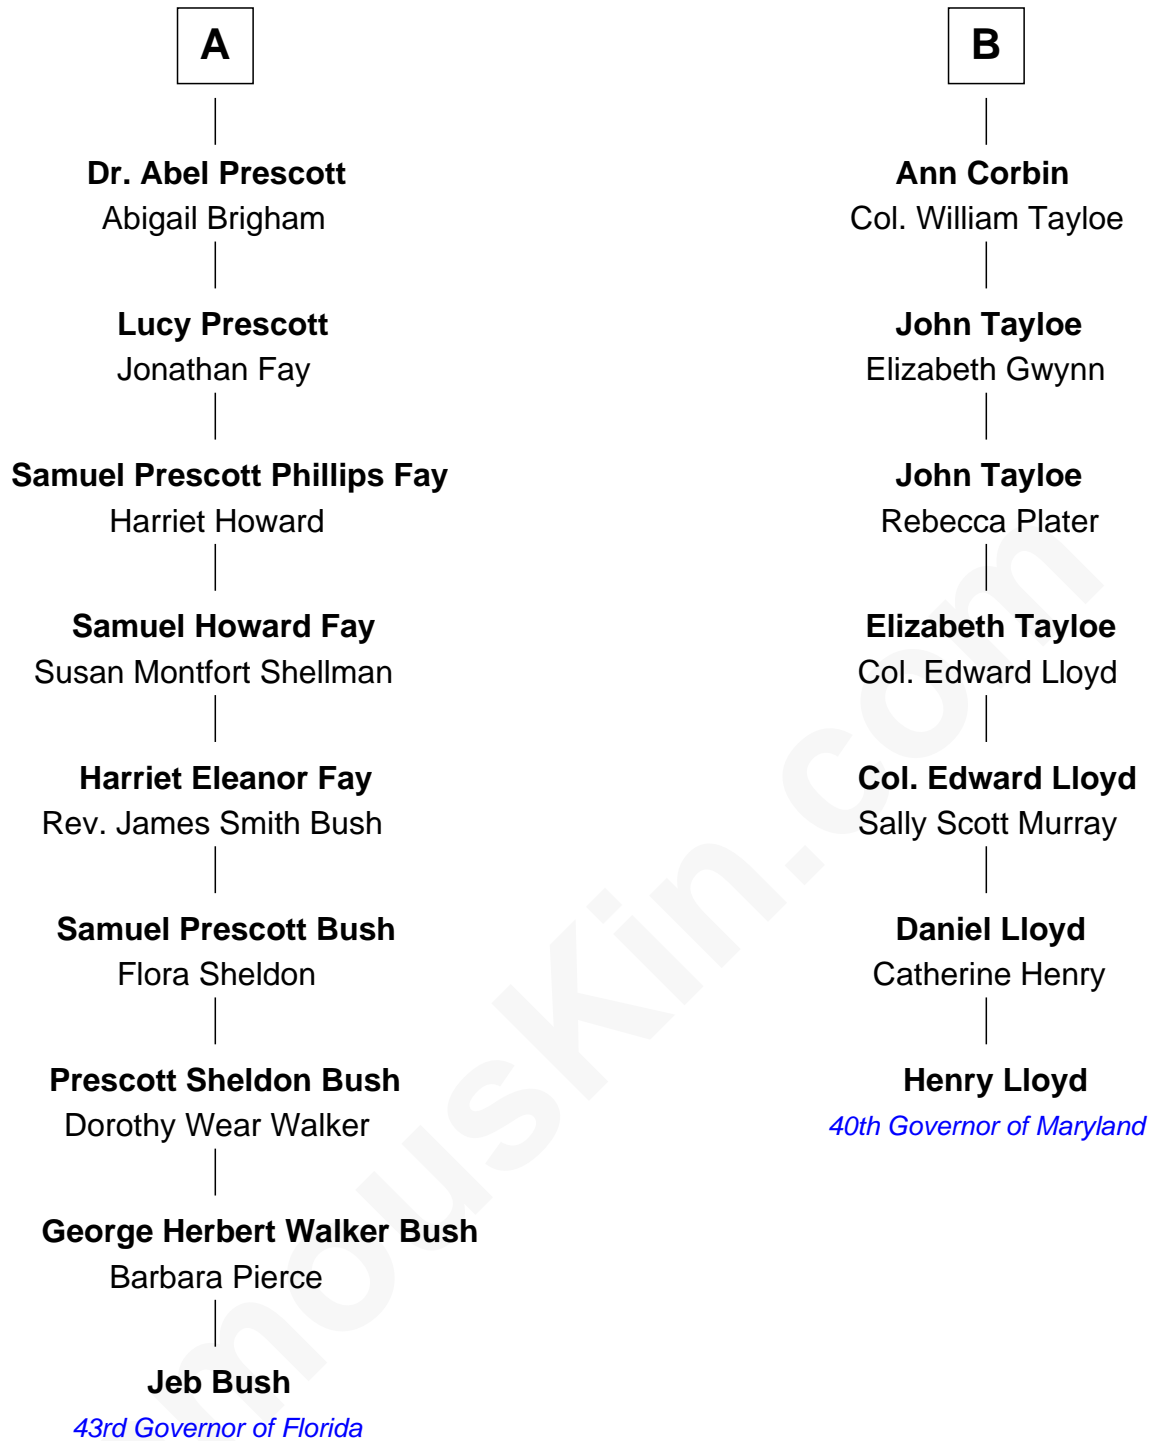 A
Dr. Abel Prescott
Abigail Brigham
Lucy Prescott
Jonathan Fay
Samuel Prescott Phillips Fay
Harriet Howard
Samuel Howard Fay
Susan Montfort Shellman
Harriet Eleanor Fay
Rev. James Smith Bush
Samuel Prescott Bush
Flora Sheldon
Prescott Sheldon Bush
Dorothy Wear Walker
George Herbert Walker Bush
Barbara Pierce
Jeb Bush
43rd Governor of Florida
B
Ann Corbin
Col. William Tayloe
John Tayloe
Elizabeth Gwynn
John Tayloe
Rebecca Plater
Elizabeth Tayloe
Col. Edward Lloyd
Col. Edward Lloyd
Sally Scott Murray
Daniel Lloyd
Catherine Henry
Henry Lloyd
40th Governor of Maryland
mousKin.com